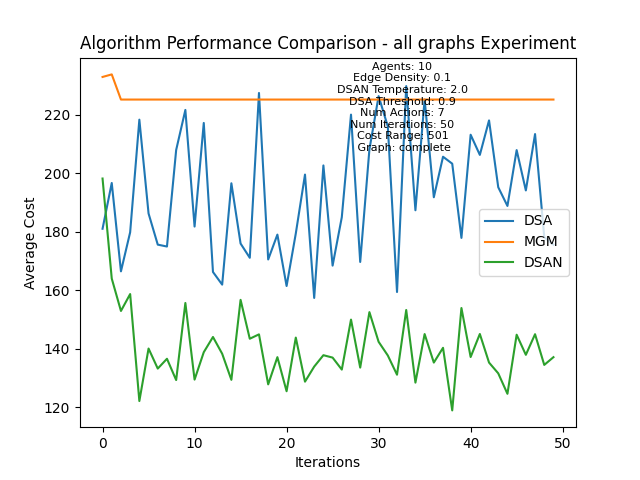 Algorithm Performance Comparison - all graphs Experiment
Agents: 10
Edge Density: 0.1
DSAN Temperature: 2.0
DSA Threshold: 0.9
Num Actions: 7
Num Iterations: 50
Cost Range: 501
Graph: complete
220
200
180
160
140
120
Average Cost
DSA
MGM
DSAN
0
10
20
30
40
50
Iterations